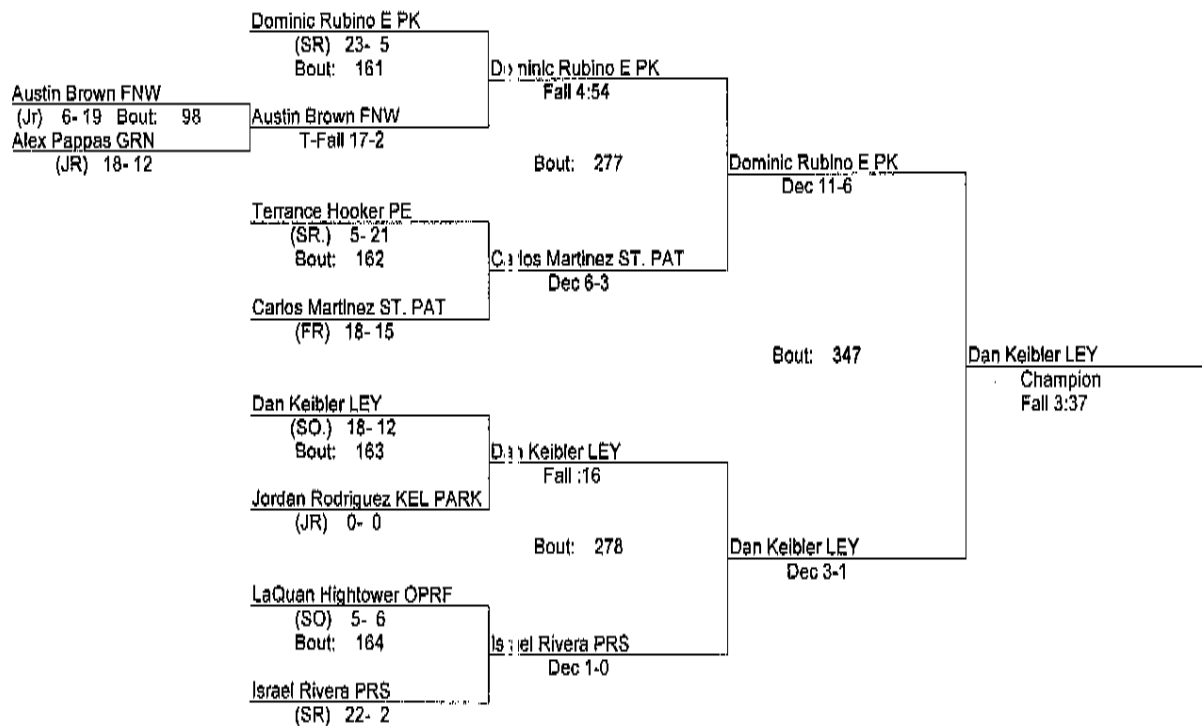 Dominic Rubino E PK
(SR) 23- 5
Bout: 161
Dominic Rubino E PK
Fall 4:54
Austin Brown FNW
(Jr) 6- 19 Bout: 98
Austin Brown FNW
T-Fall 17-2
Alex Pappas GRN
(JR) 18- 12
Bout: 277
Dominic Rubino E PK
Dec 11-6
Terrance Hooker PE
(SR.) 5- 21
Bout: 162
Carlos Martinez ST. PAT
Dec 6-3
Carlos Martinez ST. PAT
(FR) 18- 15
Bout: 347
Dan Keibler LEY
Champion
Fall 3:37
Dan Keibler LEY
(SO.) 18- 12
Bout: 163
Dan Keibler LEY
Fall :16
Jordan Rodriguez KEL PARK
(JR) 0- 0
Bout: 278
Dan Keibler LEY
Dec 3-1
LaQuan Hightower OPRF
(SO) 5- 6
Bout: 164
Israel Rivera PRS
Dec 1-0
Israel Rivera PRS
(SR) 22- 2